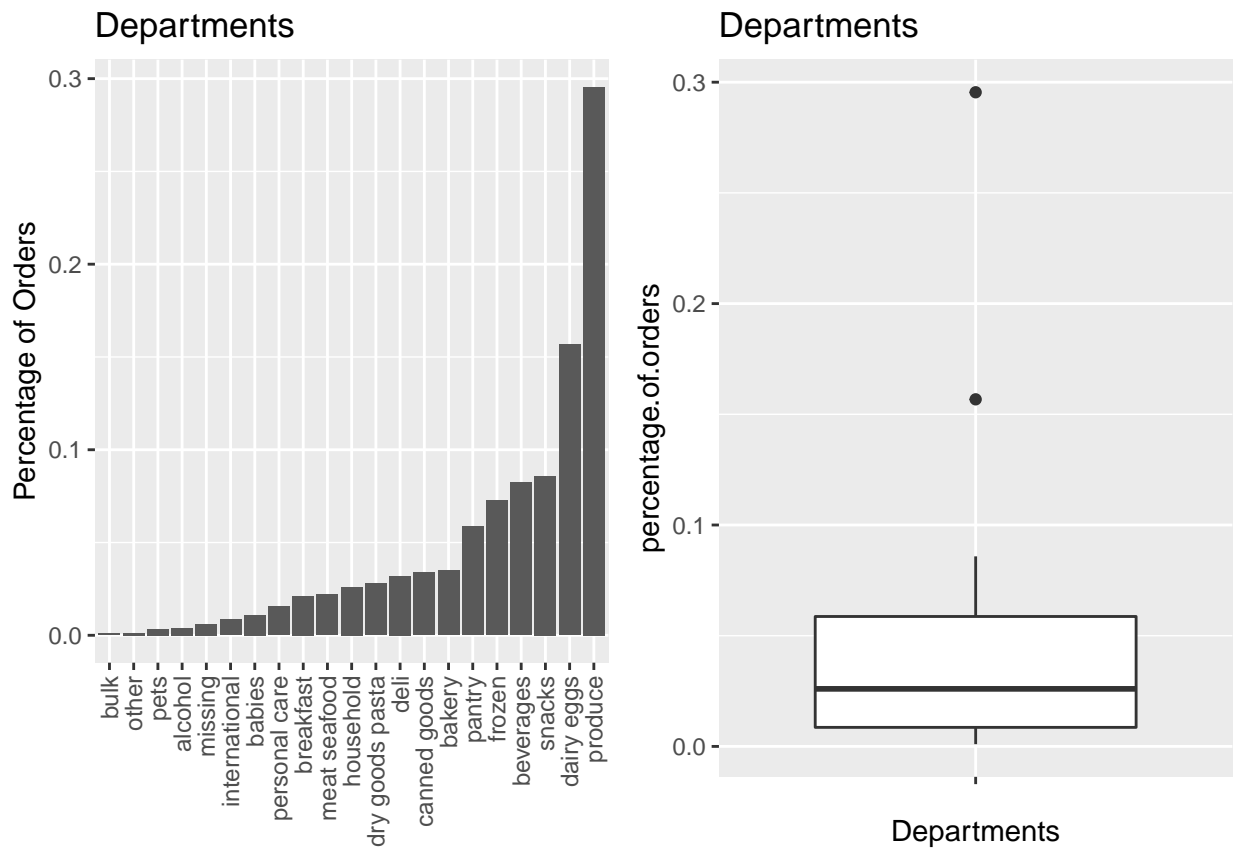 Departments
Percentage of Orders
0.3
0.2
0.1
0.0
bulk
other
pets
alcohol
missing
international
babies
personal care
breakfast
meat seafood
household
dry goods pasta
deli
canned goods
bakery
pantry
frozen
beverages
snacks
dairy eggs
produce
Departments
percentage.of.orders
0.3
0.2
0.1
0.0
Departments